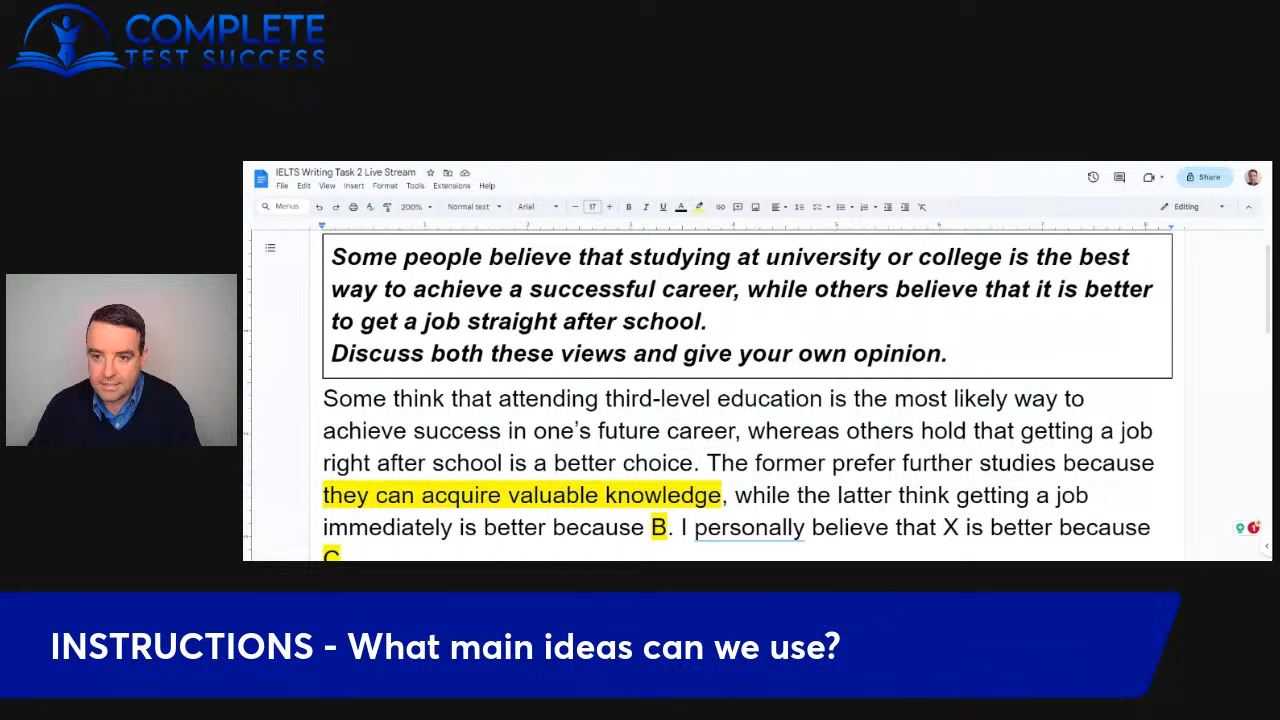 COMPLETE
TEST SUCCESS
IELTS Writing Task 2 Live Stream
File Edit View Insert Format Tools Extensions Help
Share
Menus 200% Normal text Arial 17 B I U A Editing
Some people believe that studying at university or college is the best
way to achieve a successful career, while others believe that it is better
to get a job straight after school.
Discuss both these views and give your own opinion.
Some think that attending third-level education is the most likely way to
achieve success in one's future career, whereas others hold that getting a job
right after school is a better choice. The former prefer further studies because
they can acquire valuable knowledge, while the latter think getting a job
immediately is better because B. I personally believe that X is better because
C
INSTRUCTIONS - What main ideas can we use?